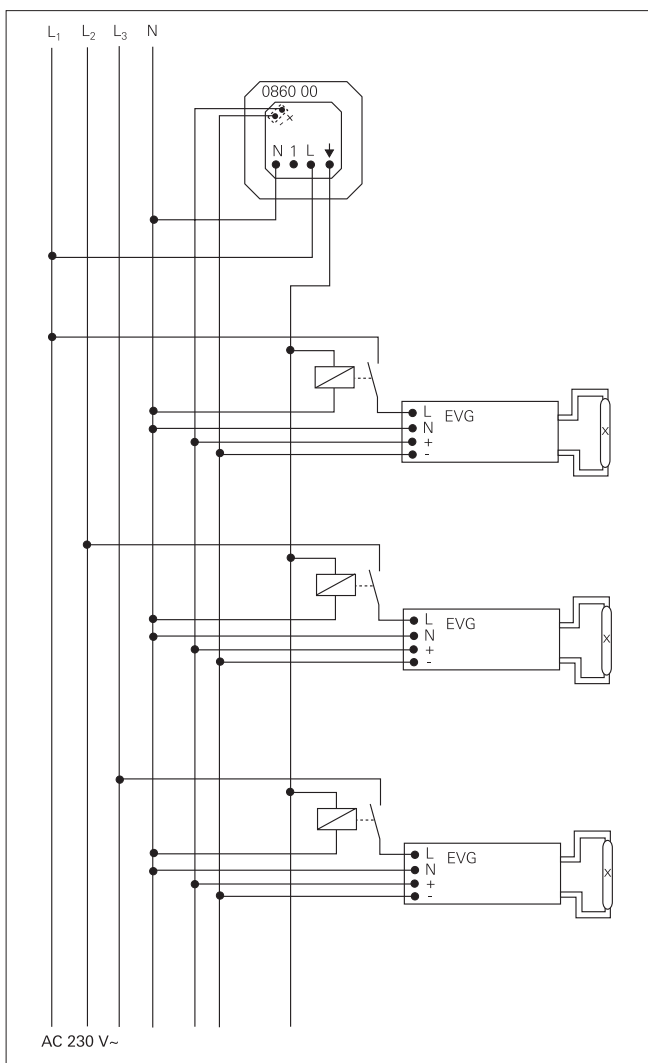 L₁ L₂ L₃ N
0860 00
x
N 1 L
L EVG
N
+
-
x
L EVG
N
+
-
x
L EVG
N
+
-
x
AC 230 V~